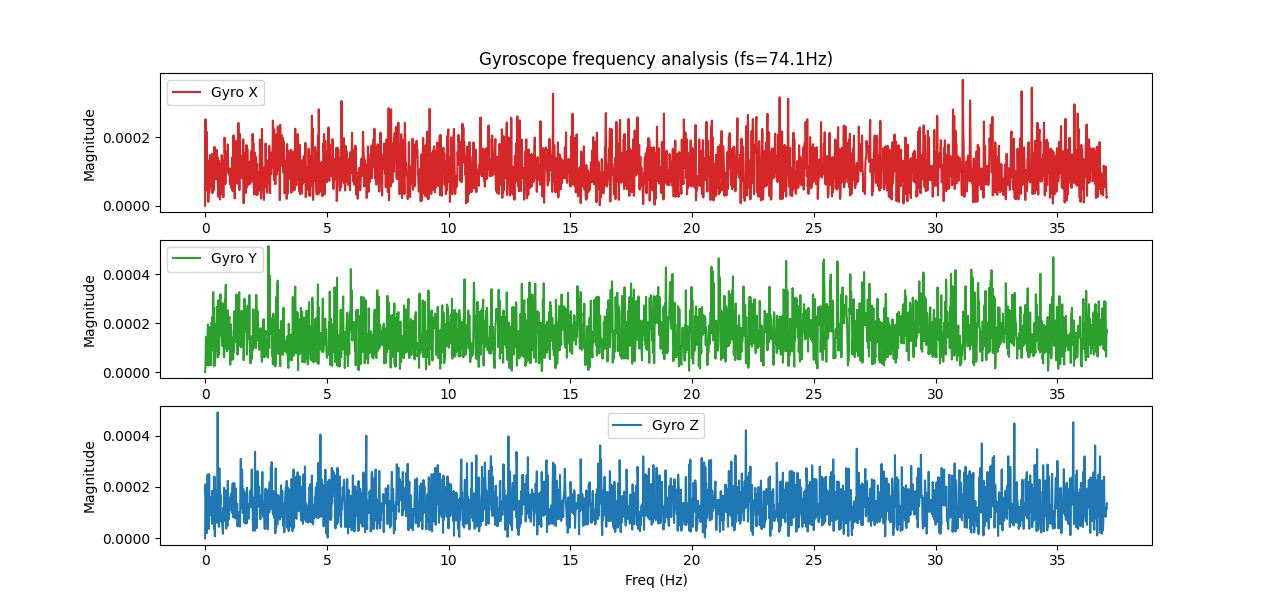 Gyroscope frequency analysis (fs=74.1Hz)
Gyro X
Magnitude
0.0002
0.0000
0 5 10 15 20 25 30 35
Gyro Y
Magnitude
0.0004
0.0002
0.0000
0 5 10 15 20 25 30 35
Gyro Z
Magnitude
0.0004
0.0002
0.0000
0 5 10 15 20 25 30 35
Freq (Hz)